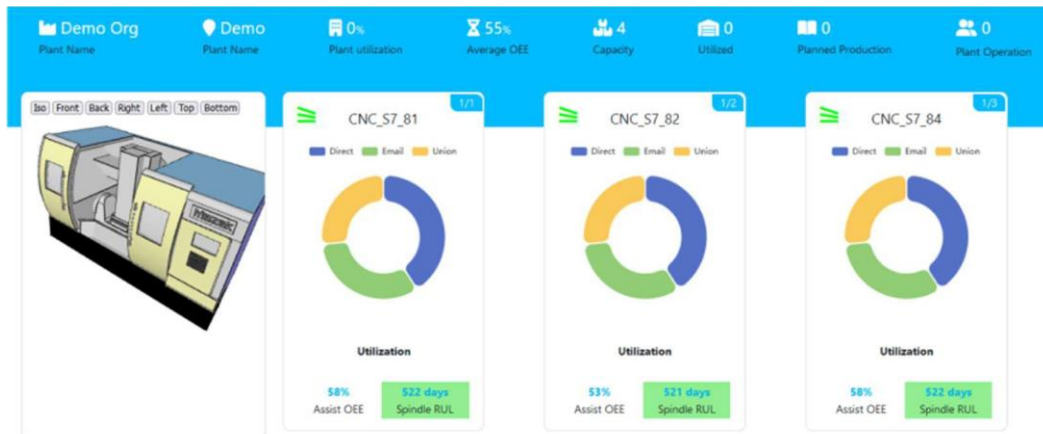 Demo Org
Plant Name
Demo
Plant Name
0%
Plant utilization
55%
Average OEE
4
Capacity
0
Utilized
0
Planned Production
0
Plant Operation
Iso Front Back Right Left Top Bottom
1/1
CNC_S7_81
Direct Email Union
Utilization
58%
Assist OEE
522 days
Spindle RUL
1/2
CNC_S7_82
Direct Email Union
Utilization
53%
Assist OEE
521 days
Spindle RUL
1/3
CNC_S7_84
Direct Email Union
Utilization
58%
Assist OEE
522 days
Spindle RUL